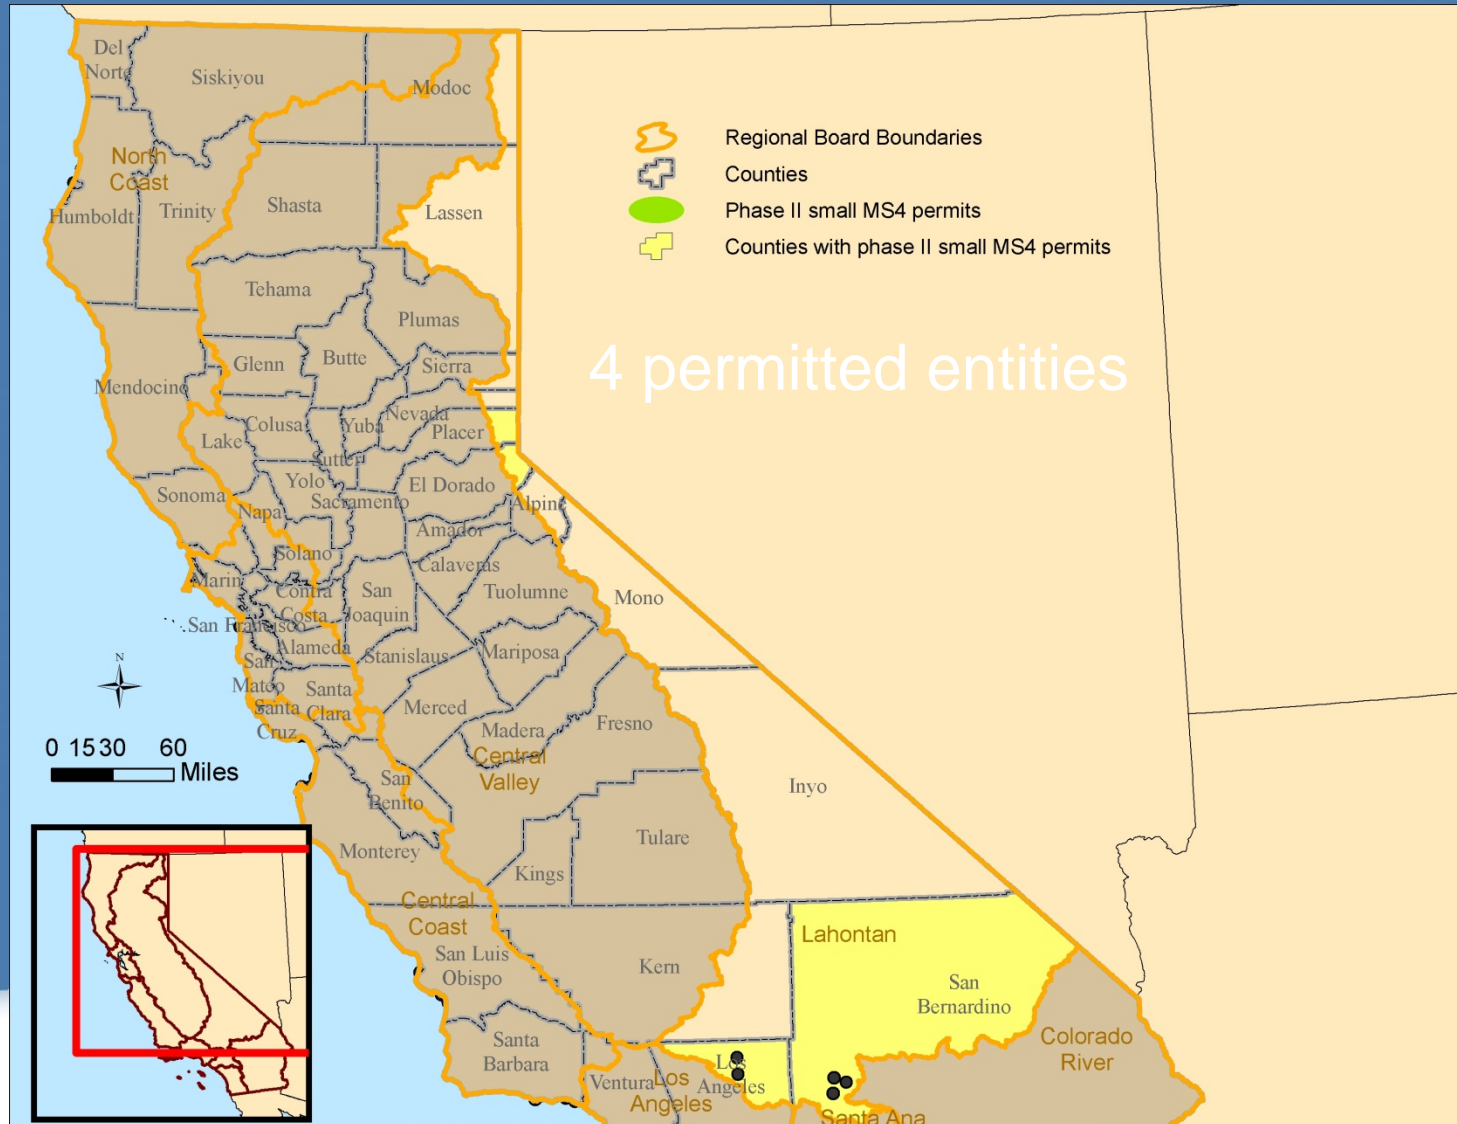 Del
Norte
Siskiyou
Modoc
Regional Board Boundaries
North
Coast
Counties
Humboldt
Trinity
Shasta
Lassen
Phase II small MS4 permits
Counties with phase II small MS4 permits
Tehama
Plumas
Glenn
Butte
Sierra
4 permitted entities
Mendocino
Colusa
Yuba
Nevada
Placer
Lake
Sutter
Yolo
El Dorado
Sonoma
Napa
Sacramento
Alpine
Amador
Solano
Calaveras
Marin
Contra
Costa
San
Joaquin
Tuolumne
Mono
San Francisco
Alameda
Stanislaus
Mariposa
N
San
Mateo
Santa
Clara
Santa
Cruz
Merced
Madera
Fresno
Central
Valley
0 15 30 60
Miles
San
Benito
Inyo
Monterey
Kings
Tulare
Central
Coast
San Luis
Obispo
Kern
Lahontan
San
Bernardino
Santa
Barbara
Ventura
Los
Angeles
Los
Angeles
Colorado
River
Santa Ana